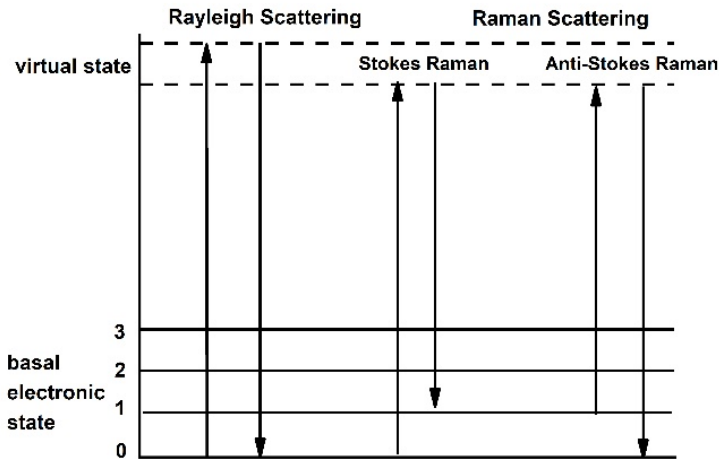 Rayleigh Scattering
Raman Scattering
virtual state
Stokes Raman
Anti-Stokes Raman
3
basal
2
electronic
1
state
0